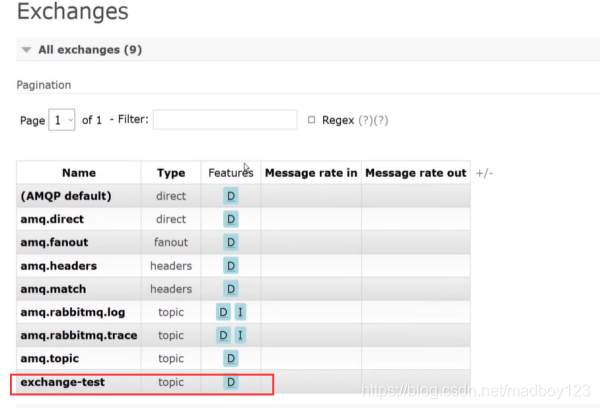 Exchanges
All exchanges (9)
Pagination
Page 1 of 1 - Filter: Regex (?)(?)
Name Type Features Message rate in Message rate out +/-
(AMQP default) direct D
amq.direct direct D
amq.fanout fanout D
amq.headers headers D
amq.match headers D
amq.rabbitmq.log topic D I
amq.rabbitmq.trace topic D I
amq.topic topic D
exchange-test topic D
https://blog.csdn.net/madboy123